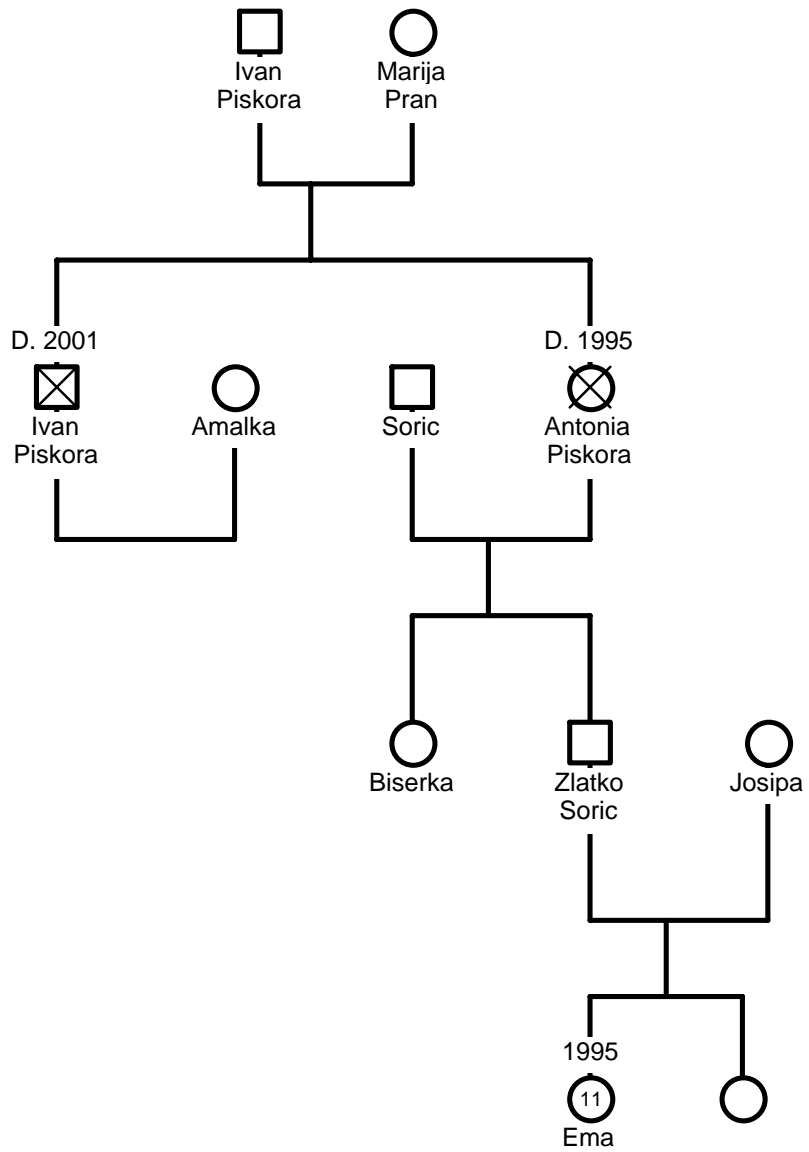 Ivan
Piskora
Marija
Pran
D. 2001
D. 1995
Ivan
Piskora
Amalka
Soric
Antonia
Piskora
Biserka
Zlatko
Soric
Josipa
1995
11
Ema